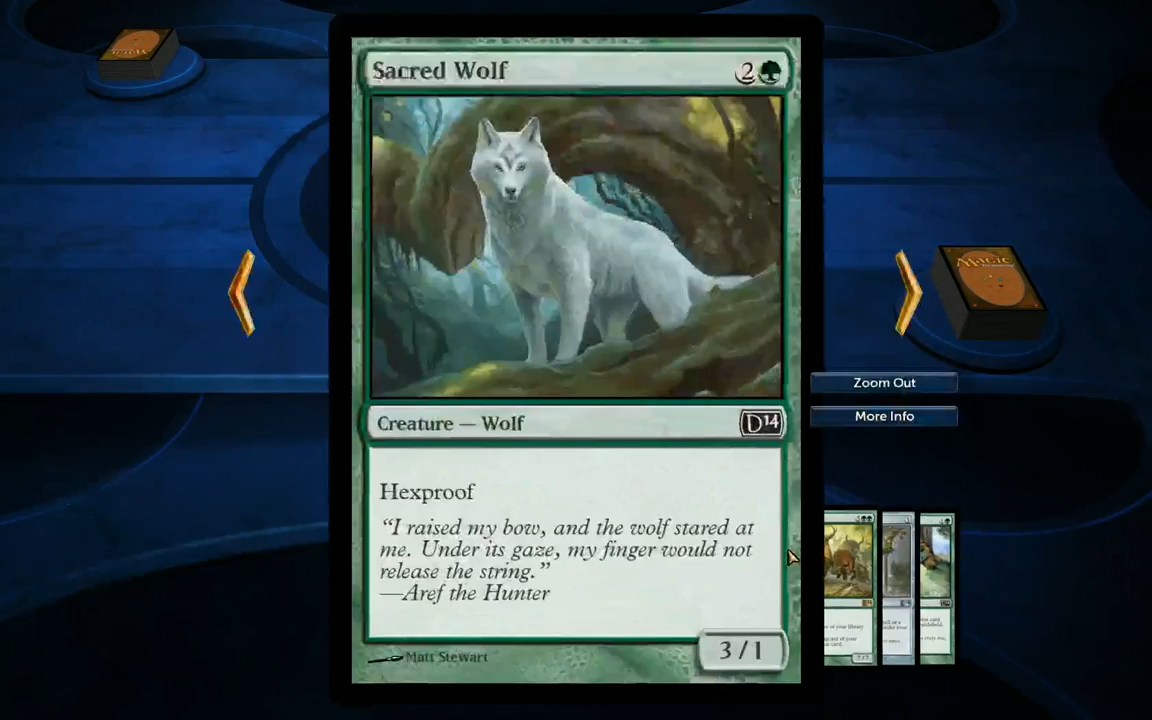 Sacred Wolf
2
MAGIC
Zoom Out
More Info
Creature — Wolf
D14
Hexproof
“I raised my bow, and the wolf stared at
me. Under its gaze, my finger would not
release the string.”
—Aref the Hunter
3 / 1
Matt Stewart